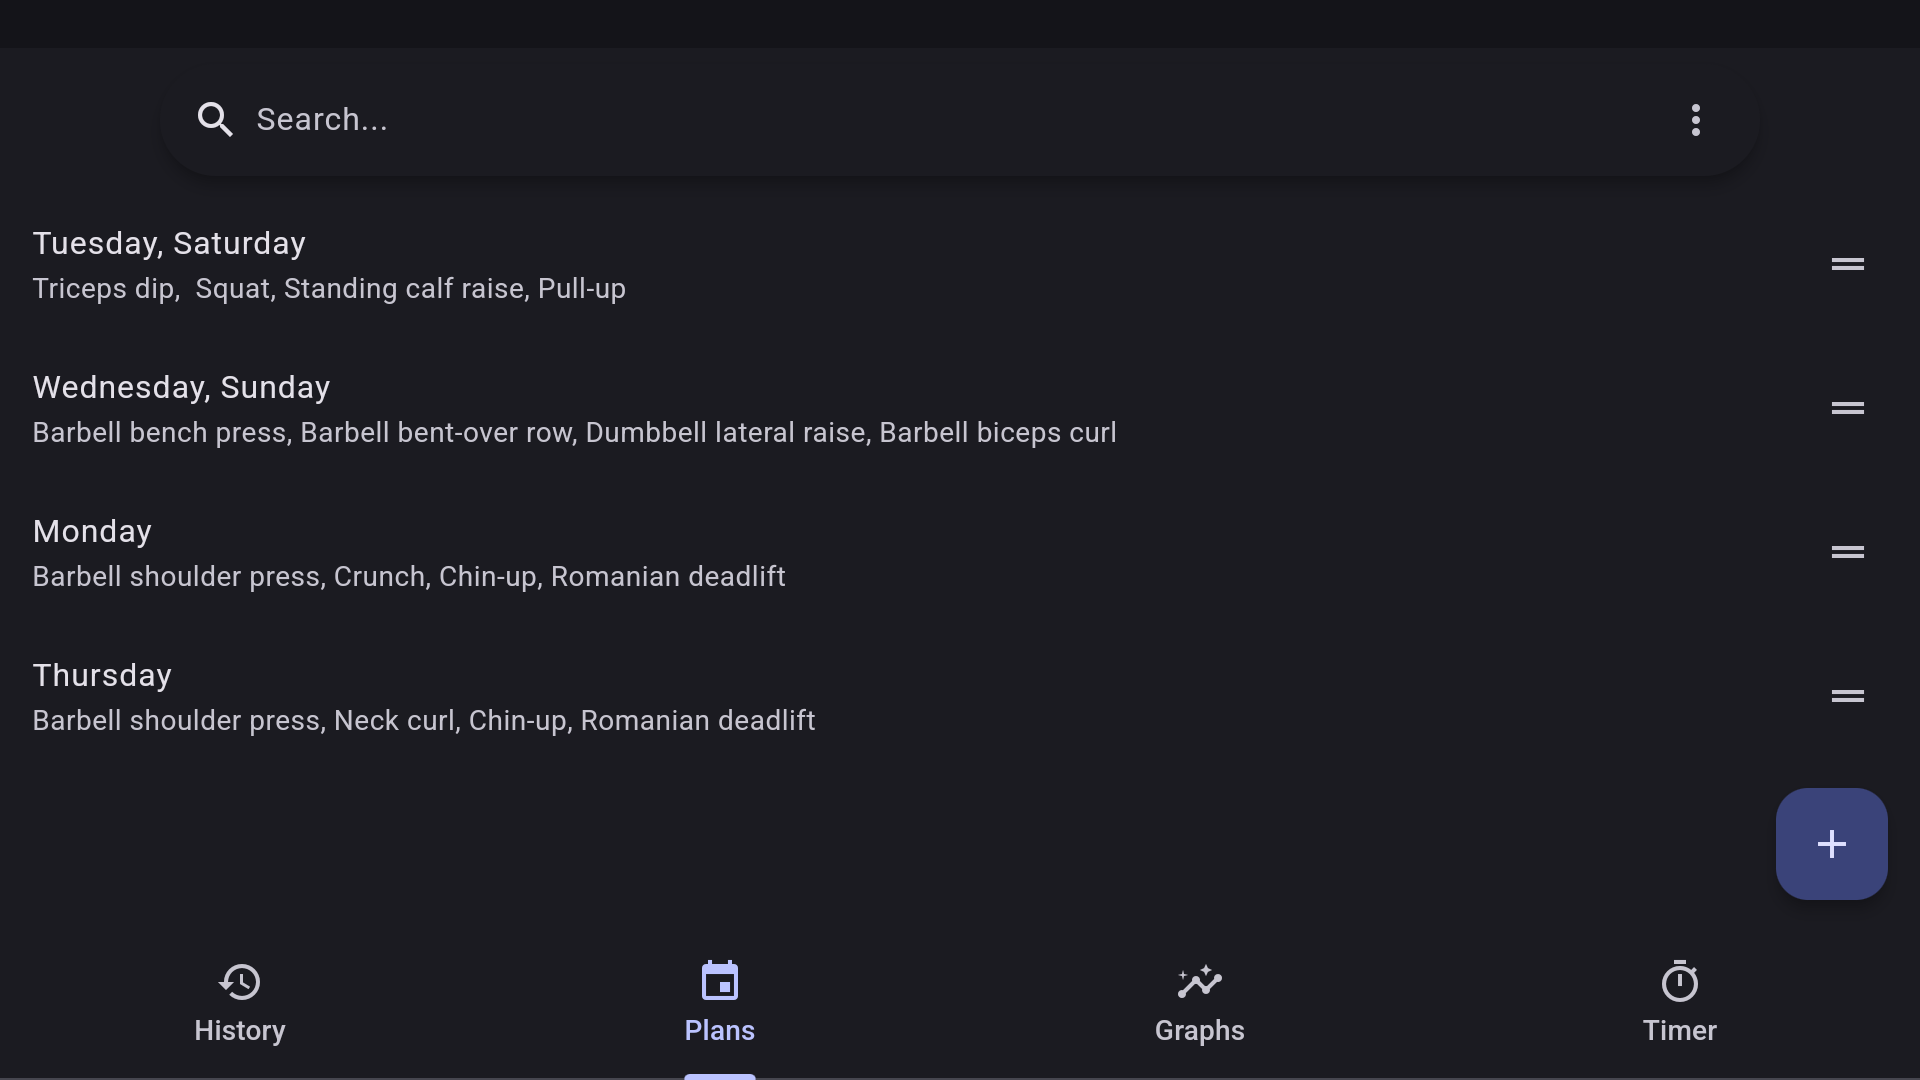 Search...
Tuesday, Saturday
Triceps dip,  Squat, Standing calf raise, Pull-up
Wednesday, Sunday
Barbell bench press, Barbell bent-over row, Dumbbell lateral raise, Barbell biceps curl
Monday
Barbell shoulder press, Crunch, Chin-up, Romanian deadlift
Thursday
Barbell shoulder press, Neck curl, Chin-up, Romanian deadlift
History
Plans
Graphs
Timer